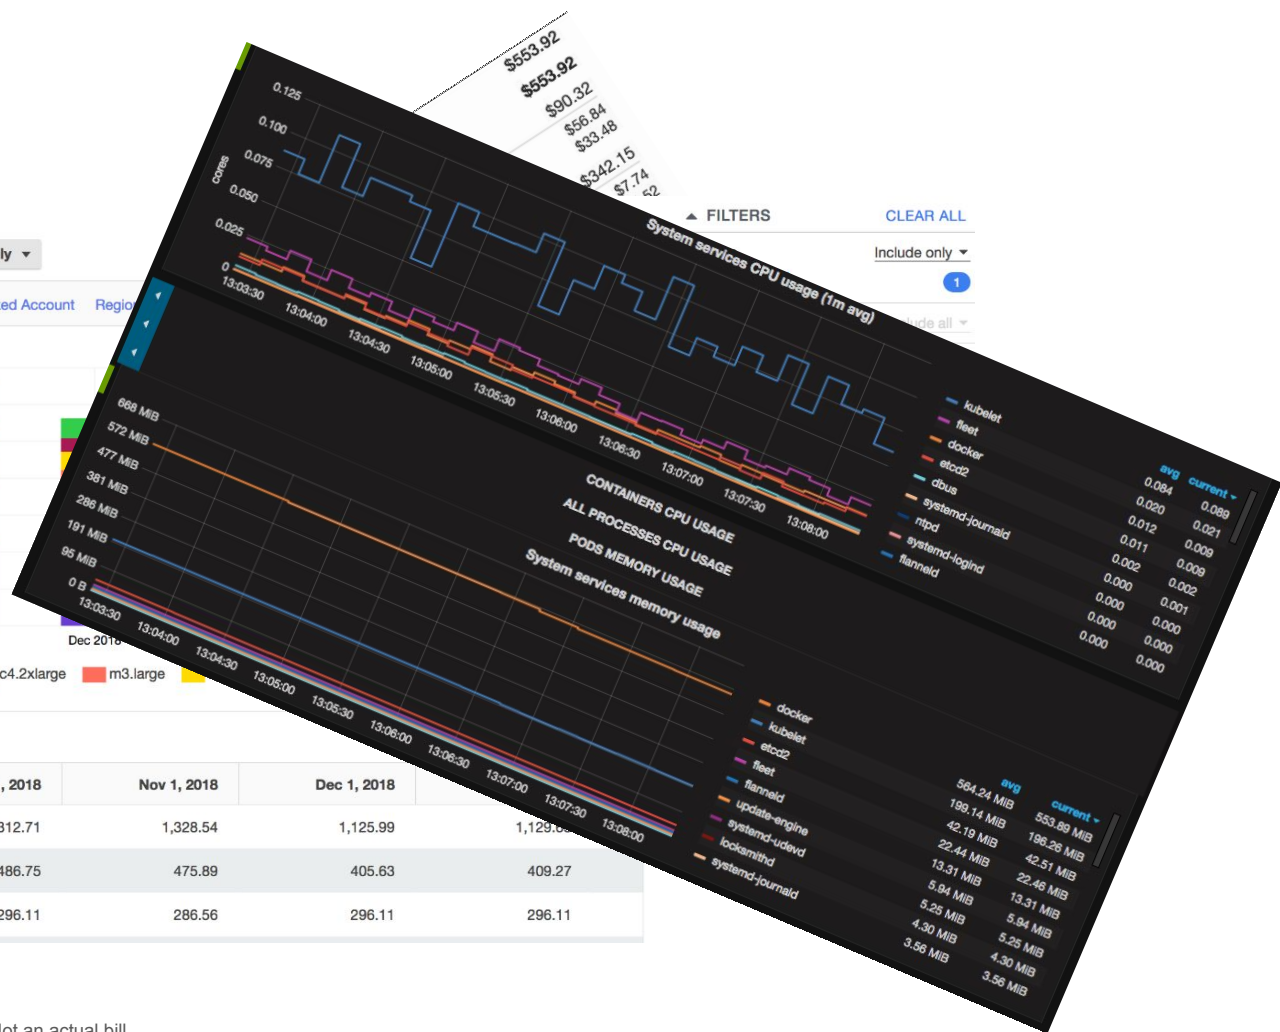 $553.92
$553.92
$90.32
$56.84
$33.48
$342.15
$7.74
52
FILTERS
CLEAR ALL
Include only
1
lude all
ly
ed Account
Region
Dec 2018
c4.2xlarge
m3.large
, 2018
Nov 1, 2018
Dec 1, 2018
312.71
1,328.54
1,125.99
486.75
475.89
405.63
409.27
296.11
286.56
296.11
296.11
lot an actual bill
System services CPU usage (1m avg)
cores
0.125
0.100
0.075
0.050
0.025
0
13:03:30
13:04:00
13:04:30
13:05:00
13:05:30
13:06:00
13:06:30
13:07:00
13:07:30
13:08:00
avg current
kubelet 0.084 0.089
fleet 0.020 0.021
docker 0.012 0.009
etcd2 0.011 0.009
dbus 0.002 0.002
systemd-journald 0.000 0.001
ntpd 0.000 0.000
systemd-logind 0.000 0.000
flanneld 0.000 0.000
CONTAINERS CPU USAGE
ALL PROCESSES CPU USAGE
PODS MEMORY USAGE
System services memory usage
668 MiB
572 MiB
477 MiB
381 MiB
286 MiB
191 MiB
95 MiB
0 B
13:03:30
13:04:00
13:04:30
13:05:00
13:05:30
13:06:00
13:06:30
13:07:00
13:07:30
13:08:00
avg current
docker 564.24 MiB 553.89 MiB
kubelet 199.14 MiB 196.26 MiB
etcd2 42.19 MiB 42.51 MiB
fleet 22.44 MiB 22.46 MiB
flanneld 13.31 MiB 13.31 MiB
update-engine 5.94 MiB 5.94 MiB
systemd-udevd 5.25 MiB 5.25 MiB
locksmithd 4.30 MiB 4.30 MiB
systemd-journald 3.56 MiB 3.56 MiB